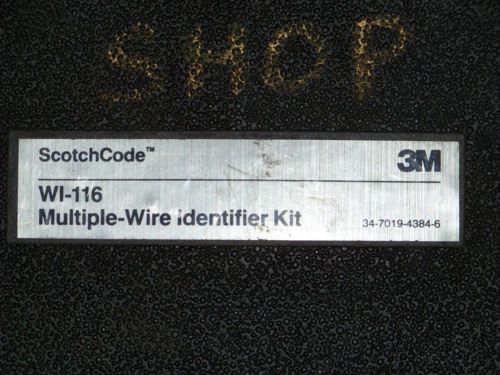 SHOP
ScotchCode™ 3M
WI-116
Multiple-Wire Identifier Kit 34-7019-4384-6